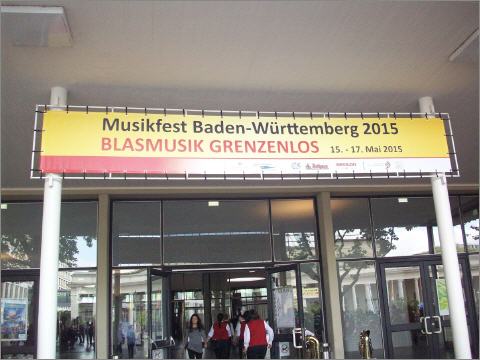 Musikfest Baden-Württemberg 2015
BLASMUSIK GRENZENLOS 15. - 17. Mai 2015